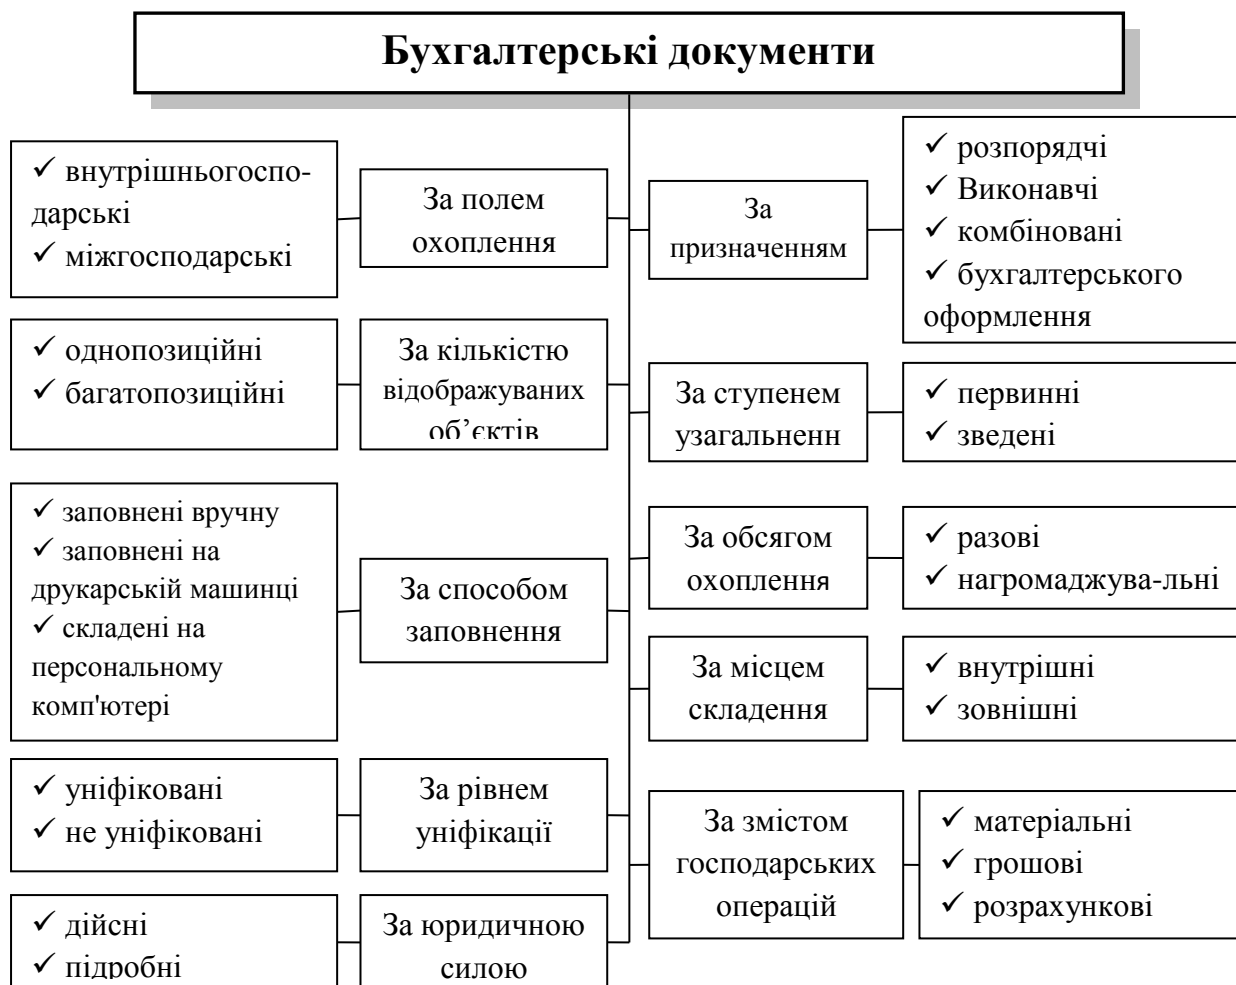 Бухгалтерські документи
✓ внутрішньогоспо-
дарські
✓ міжгосподарські
За полем
охоплення
За
призначенням
✓ розпорядчі
✓ Виконавчі
✓ комбіновані
✓ бухгалтерського
оформлення
✓ однопозиційні
✓ багатопозиційні
За кількістю
відображуваних
об’єктів
За ступенем
узагальненн
✓ первинні
✓ зведені
✓ заповнені вручну
✓ заповнені на
друкарській машинці
✓ складені на
персональному
комп'ютері
За способом
заповнення
За обсягом
охоплення
✓ разові
✓ нагромаджува-льні
За місцем
складення
✓ внутрішні
✓ зовнішні
✓ уніфіковані
✓ не уніфіковані
За рівнем
уніфікації
За змістом
господарських
операцій
✓ матеріальні
✓ грошові
✓ розрахункові
✓ дійсні
✓ підробні
За юридичною
силою